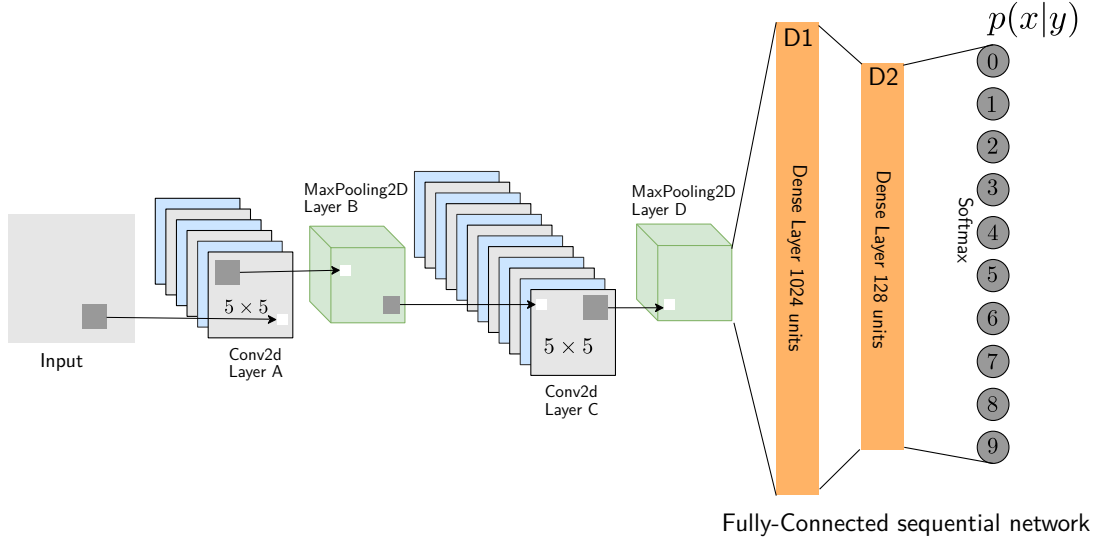 p(x|y)
D1
0
D2
1
2
MaxPooling2D
Layer B
MaxPooling2D
Layer D
3
Dense Layer 1024 units
Dense Layer 128 units
Softmax
4
5
5 × 5
6
5 × 5
Input
Conv2d
Layer A
7
Conv2d
Layer C
8
9
Fully-Connected sequential network